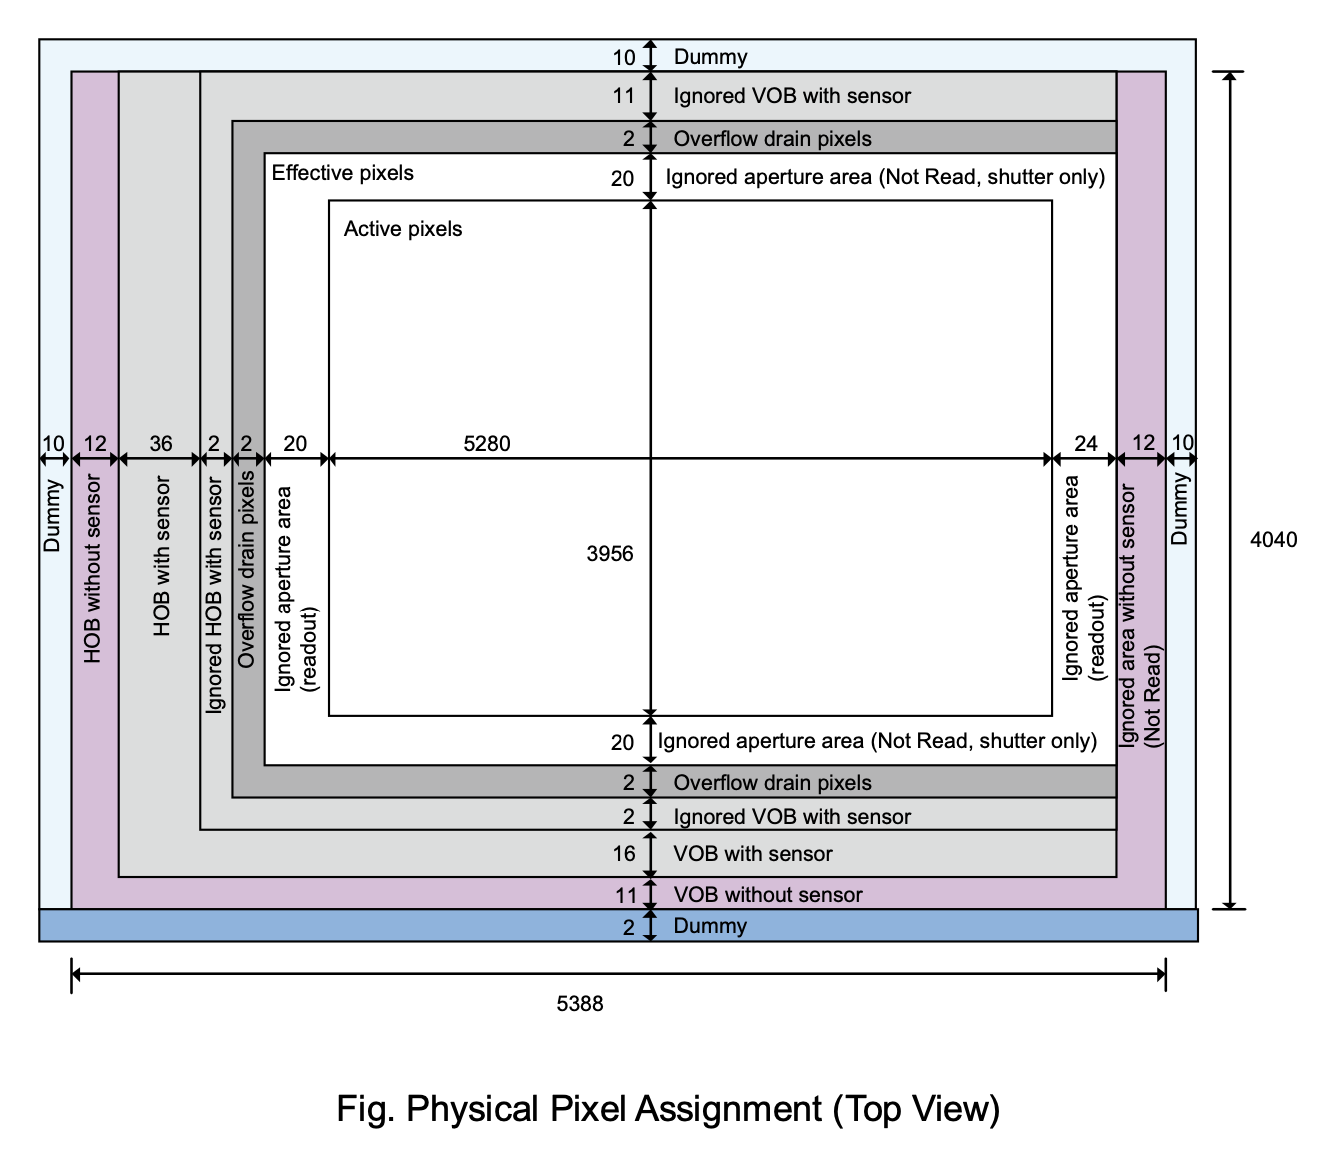 10 Dummy
11 Ignored VOB with sensor
2 Overflow drain pixels
Effective pixels
20 Ignored aperture area (Not Read, shutter only)
Active pixels
10 12 36 2 2 20 5280 24 12 10
Dummy
HOB without sensor
HOB with sensor
Ignored HOB with sensor
Overflow drain pixels
Ignored aperture area
(readout)
3956
Ignored aperture area
(readout)
Ignored area without sensor
(Not Read)
Dummy
4040
20 Ignored aperture area (Not Read, shutter only)
2 Overflow drain pixels
2 Ignored VOB with sensor
16 VOB with sensor
11 VOB without sensor
2 Dummy
5388
Fig. Physical Pixel Assignment (Top View)